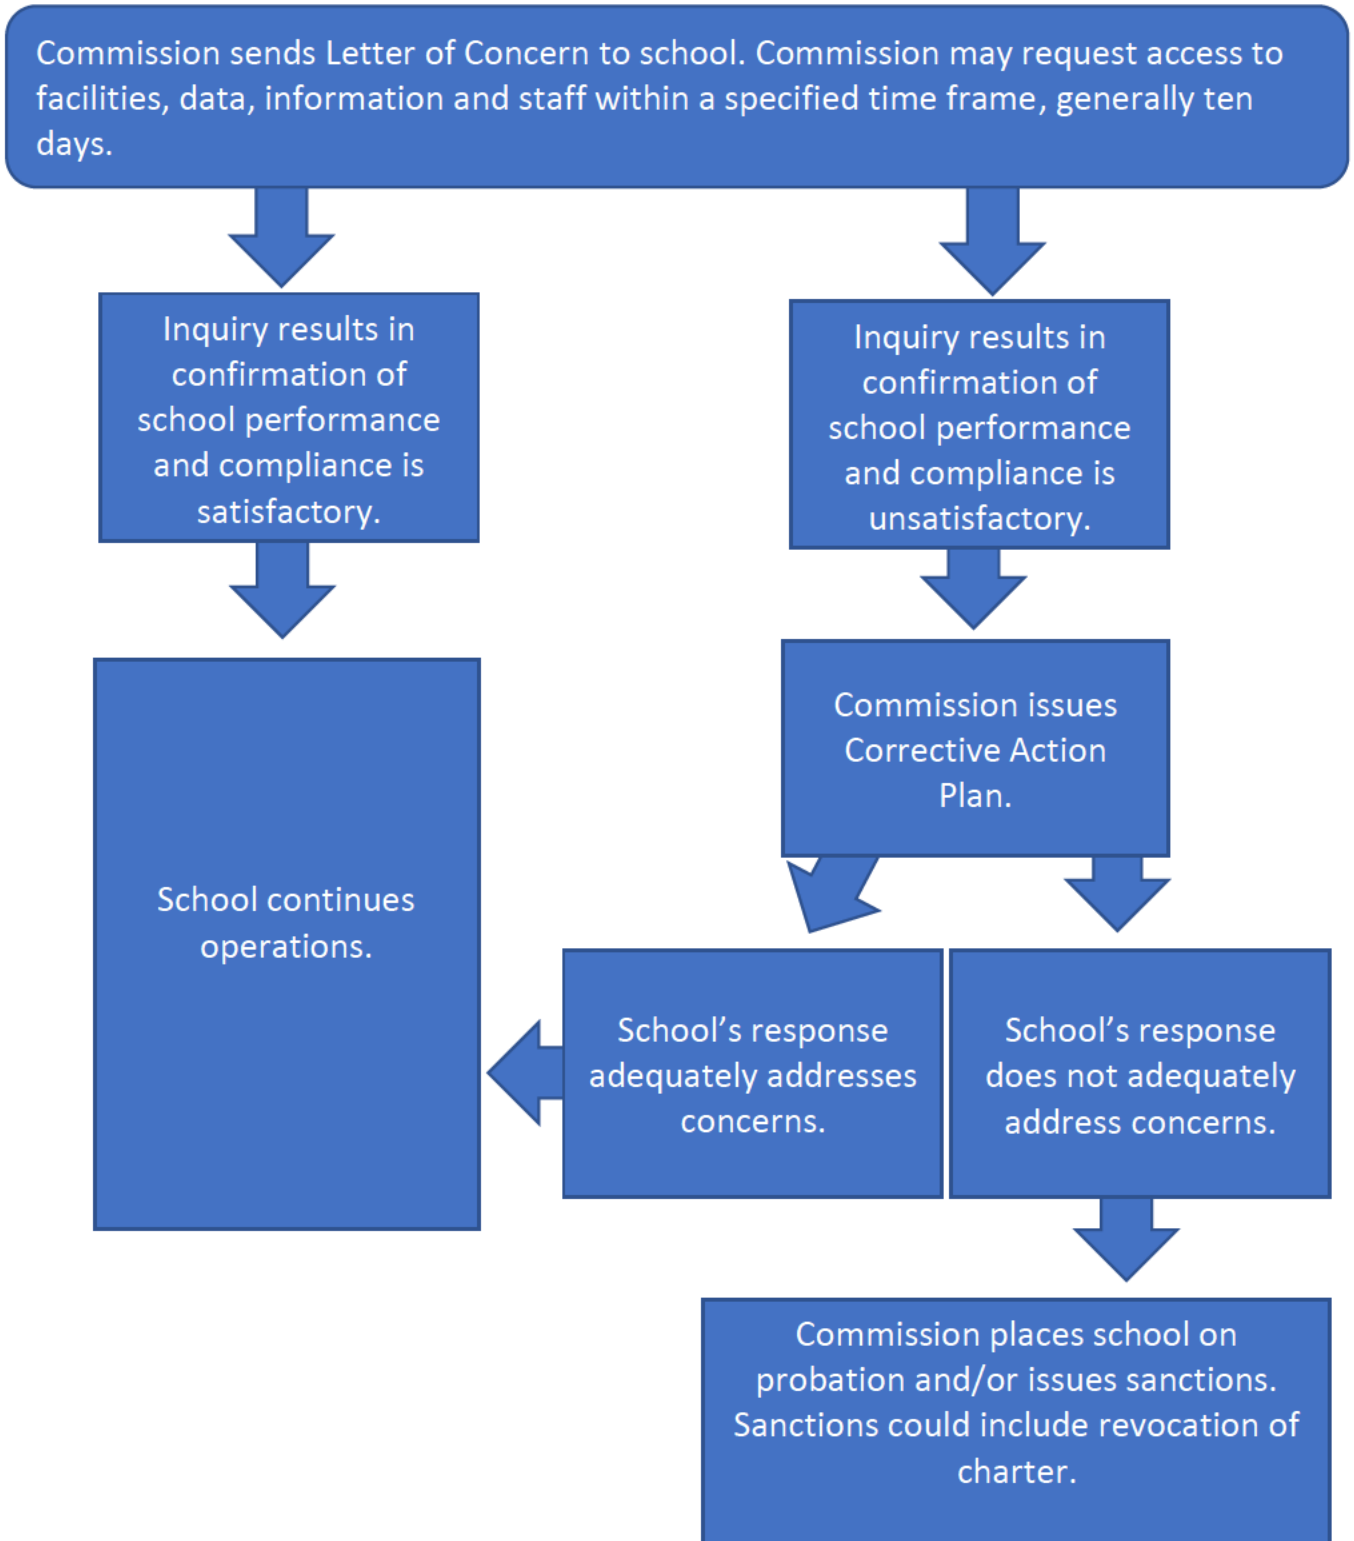 Commission sends Letter of Concern to school. Commission may request access to
facilities, data, information and staff within a specified time frame, generally ten
days.
Inquiry results in
confirmation of
school performance
and compliance is
satisfactory.
Inquiry results in
confirmation of
school performance
and compliance is
unsatisfactory.
Commission issues
Corrective Action
Plan.
School continues
operations.
School’s response
adequately addresses
concerns.
School’s response
does not adequately
address concerns.
Commission places school on
probation and/or issues sanctions.
Sanctions could include revocation of
charter.